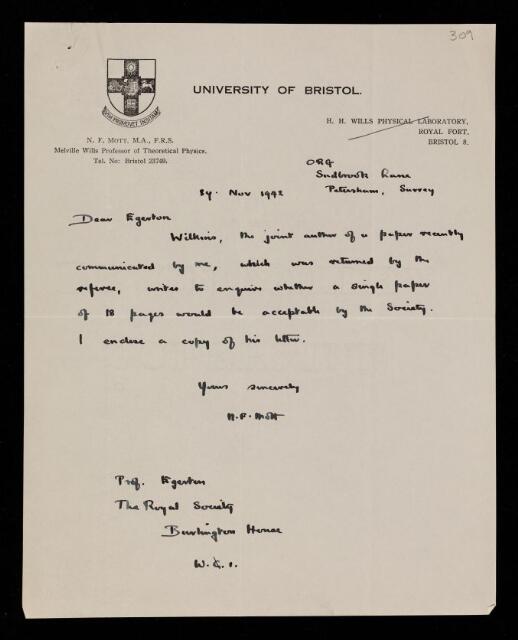 309
UNIVERSITY OF BRISTOL.
N. F. MOTT, M.A., F.R.S.
Melville Wills Professor of Theoretical Physics.
Tel. No: Bristol 23749.
H. H. WILLS PHYSICAL LABORATORY,
ROYAL FORT,
BRISTOL 8.
ORG
Sudbrook Lane
Petersham, Surrey
Nov 1942
Dear Egerton
Wilkins, the joint author of a paper recently
communicated by me, which was returned by the
referee, writes to enquire whether a single paper
of 18 pages would be acceptable by the Society.
I enclose a copy of his letter.
Yours sincerely
N. F. Mott
Prof. Egerton
The Royal Society
Burlington House
W. 1.